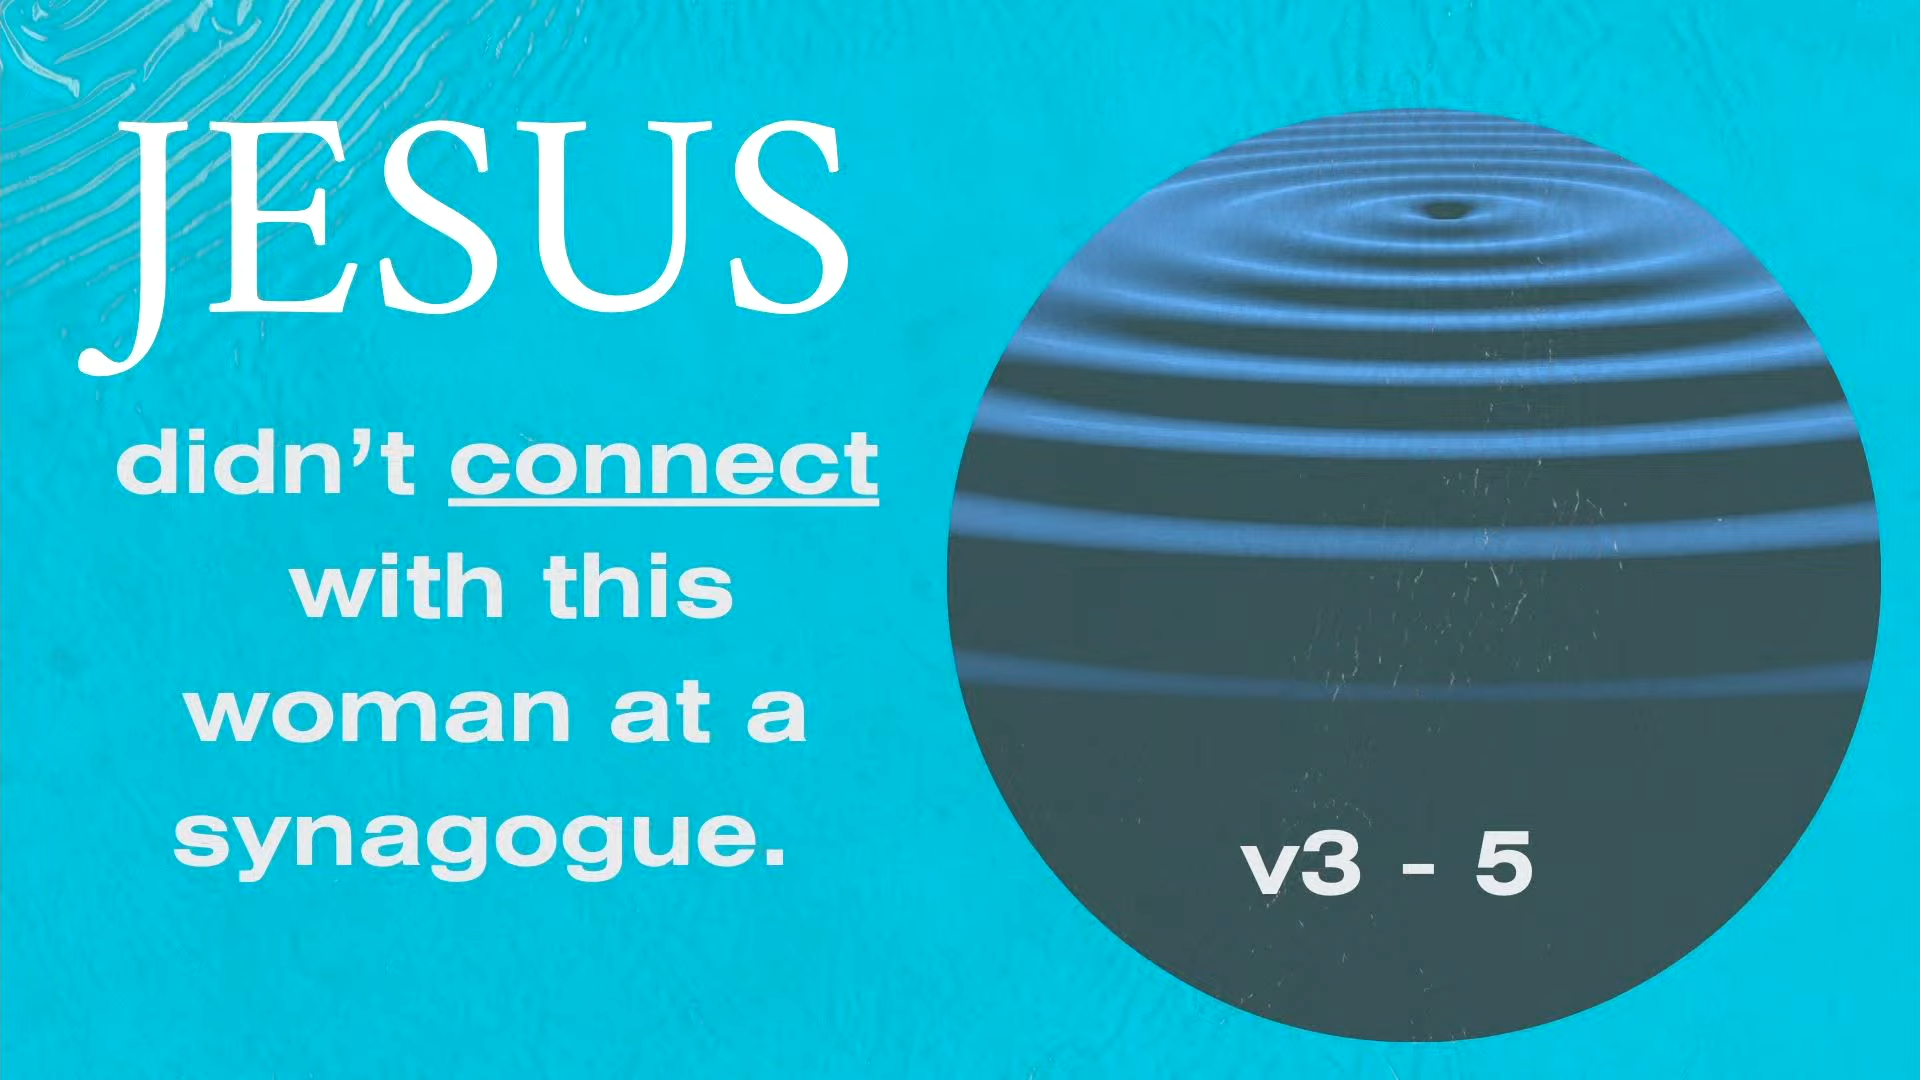 JESUS
didn’t connect
with this
woman at a
synagogue.
v3 - 5